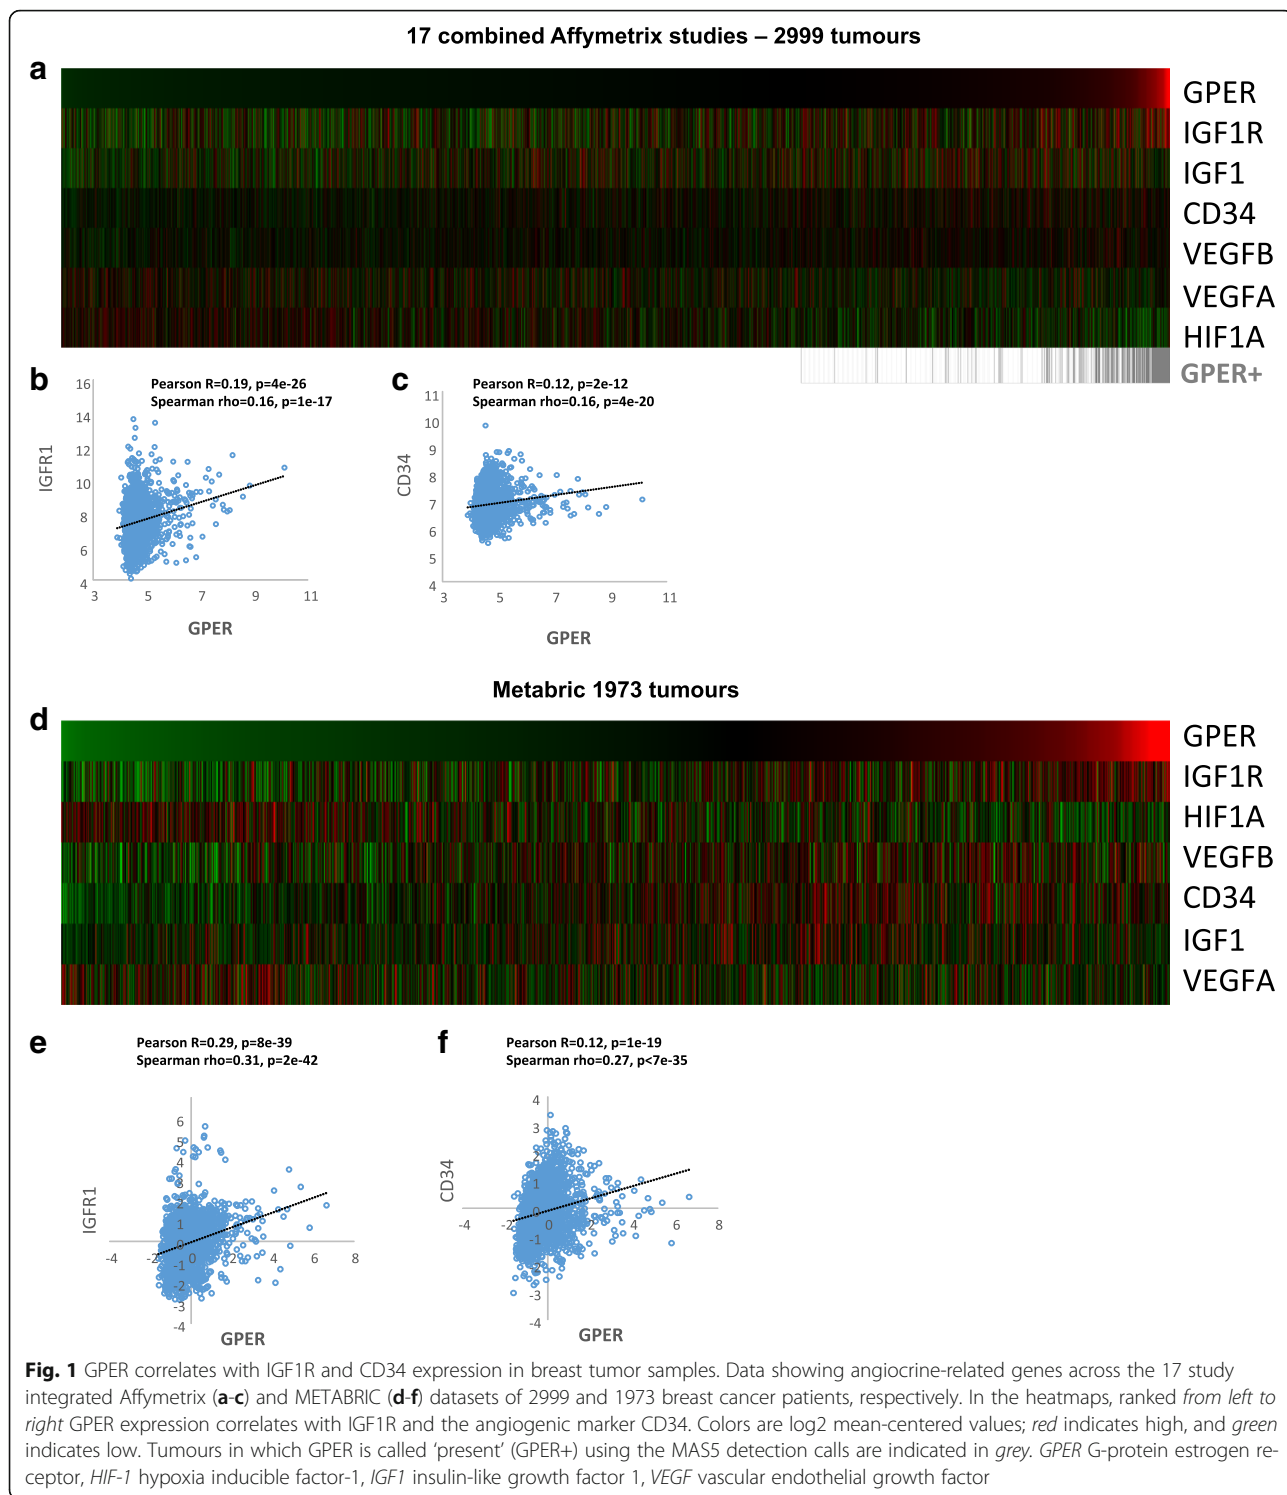 17 combined Affymetrix studies – 2999 tumours
a
GPER
IGF1R
IGF1
CD34
VEGFB
VEGFA
HIF1A
GPER+
b
Pearson R=0.19, p=4e-26
Spearman rho=0.16, p=1e-17
IGFR1
16
14
12
10
8
6
4
3 5 7 9 11
GPER
c
Pearson R=0.12, p=2e-12
Spearman rho=0.16, p=4e-20
CD34
11
10
9
8
7
6
5
4
3 5 7 9 11
GPER
Metabric 1973 tumours
d
GPER
IGF1R
HIF1A
VEGFB
CD34
IGF1
VEGFA
e
Pearson R=0.29, p=8e-39
Spearman rho=0.31, p=2e-42
IGFR1
6
5
4
3
2
1
0
-1
-2
-3
-4
-4 -2 0 2 4 6 8
GPER
f
Pearson R=0.12, p=1e-19
Spearman rho=0.27, p<7e-35
CD34
4
3
2
1
0
-1
-2
-3
-4
-4 -2 0 2 4 6 8
GPER
Fig. 1 GPER correlates with IGF1R and CD34 expression in breast tumor samples. Data showing angiocrine-related genes across the 17 study
integrated Affymetrix (a-c) and METABRIC (d-f) datasets of 2999 and 1973 breast cancer patients, respectively. In the heatmaps, ranked from left to
right GPER expression correlates with IGF1R and the angiogenic marker CD34. Colors are log2 mean-centered values; red indicates high, and green
indicates low. Tumours in which GPER is called ‘present’ (GPER+) using the MAS5 detection calls are indicated in grey. GPER G-protein estrogen re-
ceptor, HIF-1 hypoxia inducible factor-1, IGF1 insulin-like growth factor 1, VEGF vascular endothelial growth factor